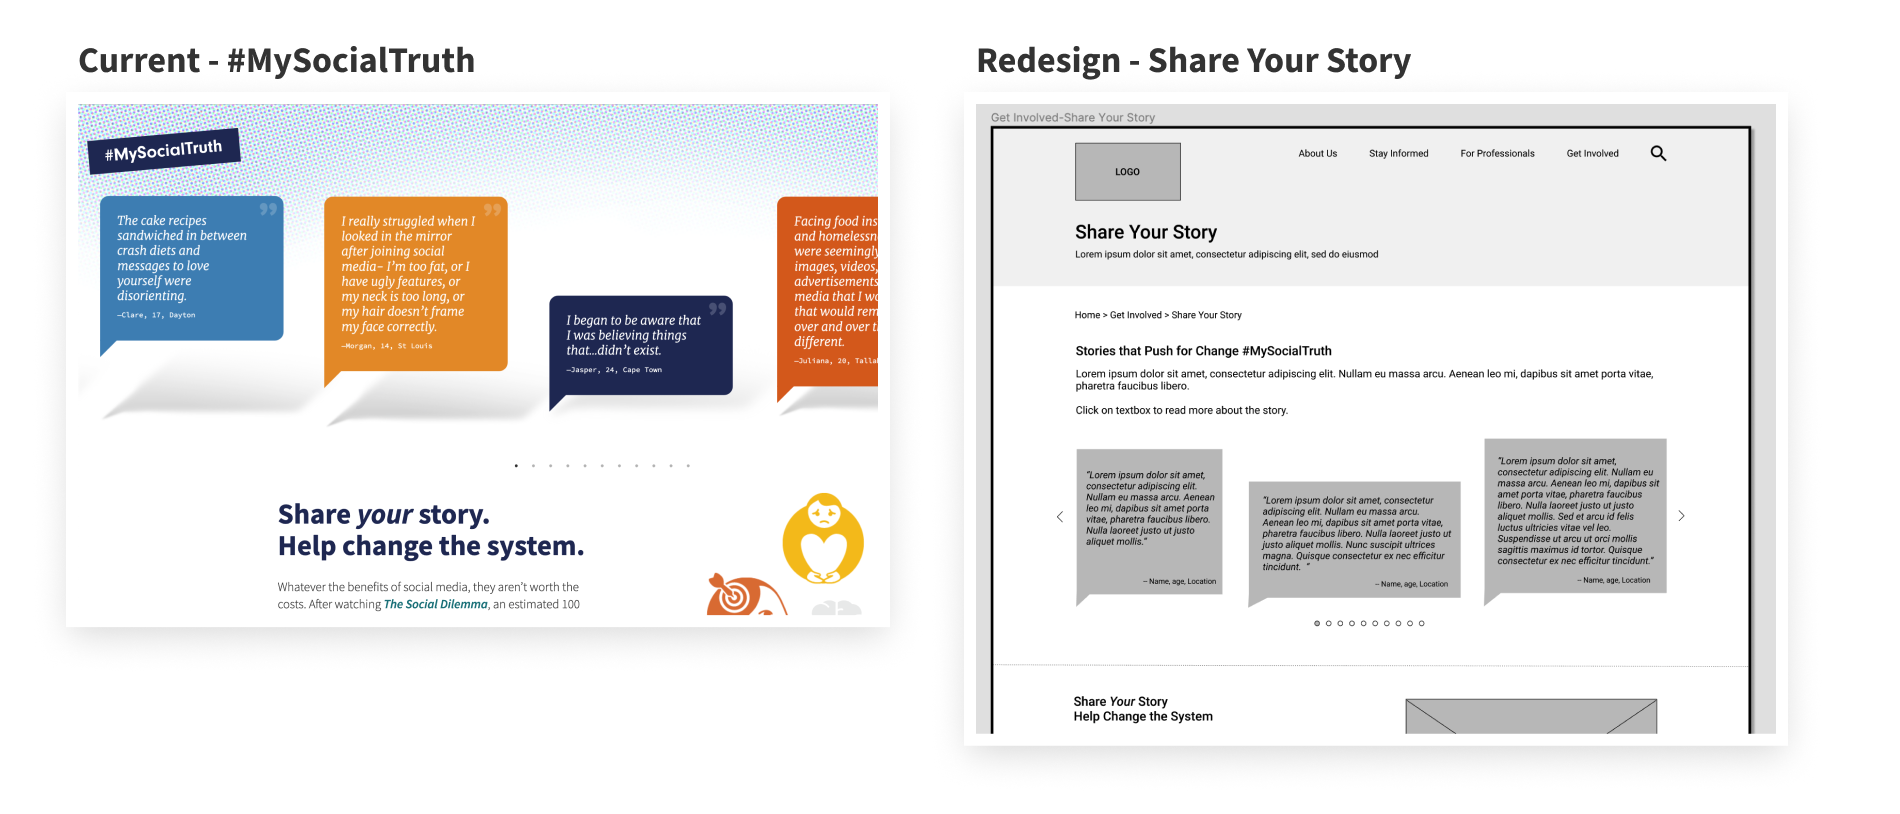 Current - #MySocialTruth
#MySocialTruth
The cake recipes
sandwiched in between
crash diets and
messages to love
yourself were
disorienting.
—Clare, 17, Dayton
I really struggled when I
looked in the mirror
after joining social
media– I'm too fat, or I
have ugly features, or
my neck is too long, or
my hair doesn't frame
my face correctly.
—Morgan, 14, St Louis
I began to be aware that
I was believing things
that...didn't exist.
—Jasper, 24, Cape Town
Facing food ins
and homelessn
were seemingly
images, videos,
advertisements
media that I wo
that would rem
over and over t
different.
—Juliana, 20, Tallah
Share your story.
Help change the system.
Whatever the benefits of social media, they aren't worth the
costs. After watching The Social Dilemma, an estimated 100
Redesign - Share Your Story
Get Involved-Share Your Story
LOGO
About Us
Stay Informed
For Professionals
Get Involved
Share Your Story
Lorem ipsum dolor sit amet, consectetur adipiscing elit, sed do eiusmod
Home > Get Involved > Share Your Story
Stories that Push for Change #MySocialTruth
Lorem ipsum dolor sit amet, consectetur adipiscing elit. Nullam eu massa arcu. Aenean leo mi, dapibus sit amet porta vitae,
pharetra faucibus libero.
Click on textbox to read more about the story.
"Lorem ipsum dolor sit amet,
consectetur adipiscing elit.
Nullam eu massa arcu. Aenean
leo mi, dapibus sit amet porta
vitae, pharetra faucibus libero.
Nulla laoreet justo ut justo
aliquet mollis."
-- Name, age, Location
"Lorem ipsum dolor sit amet, consectetur
adipiscing elit. Nullam eu massa arcu.
Aenean leo mi, dapibus sit amet porta vitae,
pharetra faucibus libero. Nulla laoreet ut
justo aliquet mollis. Nunc suscipit ultrices
magna. Quisque consectetur ex nec efficitur
tincidunt. "
-- Name, age, Location
"Lorem ipsum dolor sit amet,
consectetur adipiscing elit. Nullam eu
massa arcu. Aenean leo mi, dapibus sit
amet porta vitae, pharetra faucibus
libero. Nulla laoreet justo ut justo
aliquet mollis. Sed et arcu id felis
luctus ultricies vitae vel leo.
Suspendisse ut arcu ut orci mollis
sagittis maximus id tortor. Quisque
consectetur ex nec efficitur tincidunt."
-- Name, age, Location
Share Your Story
Help Change the System